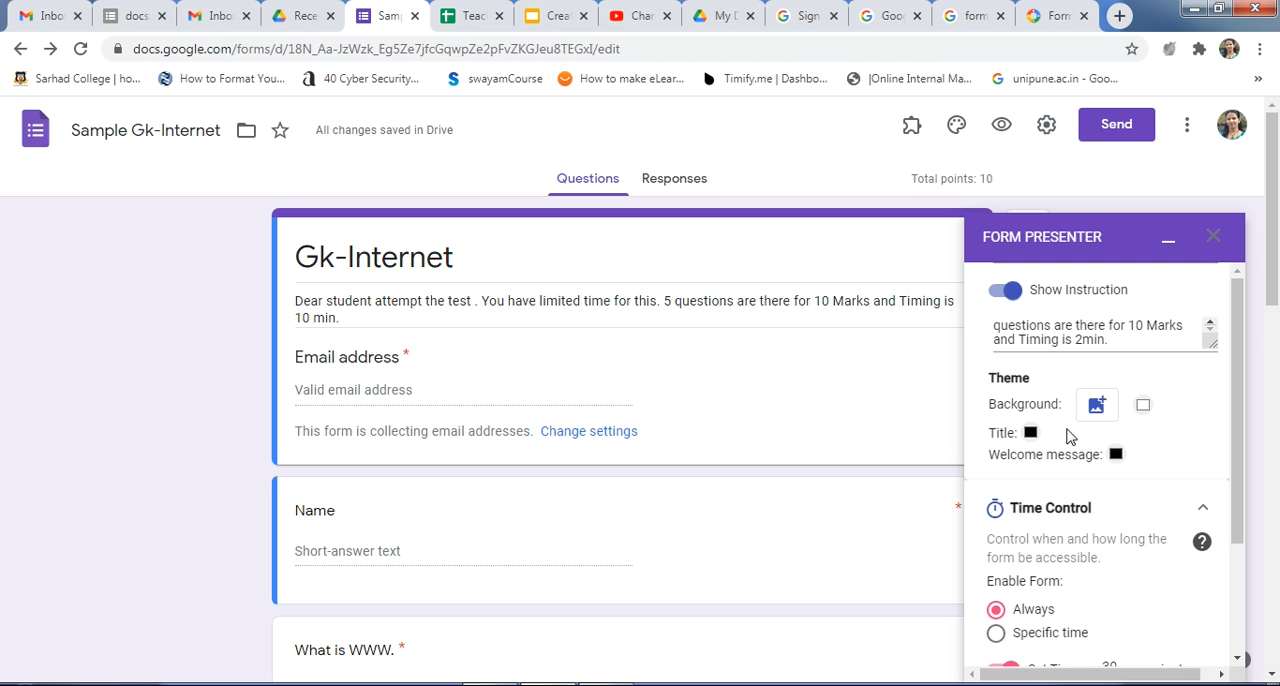 Inbo
docs.
Inbo
Rece
Sam
Teac
Creat
Chan
My D
Sign
Goo
form
Form
docs.google.com/forms/d/18N_Aa-JzWzk_Eg5Ze7jfcGqwpZe2pFvZKGJeu8TEGxI/edit
Sarhad College | ho...
How to Format You...
40 Cyber Security...
swayamCourse
How to make eLear...
Timify.me | Dashbo...
|Online Internal Ma...
unipune.ac.in - Goo...
»
Sample Gk-Internet
All changes saved in Drive
Send
Questions
Responses
Total points: 10
Gk-Internet
Dear student attempt the test . You have limited time for this. 5 questions are there for 10 Marks and Timing is
10 min.
Email address *
Valid email address
This form is collecting email addresses. Change settings
Name
*
Short-answer text
What is WWW. *
FORM PRESENTER
Show Instruction
questions are there for 10 Marks
and Timing is 2min.
Theme
Background:
Title:
Welcome message:
Time Control
Control when and how long the
form be accessible.
Enable Form:
Always
Specific time